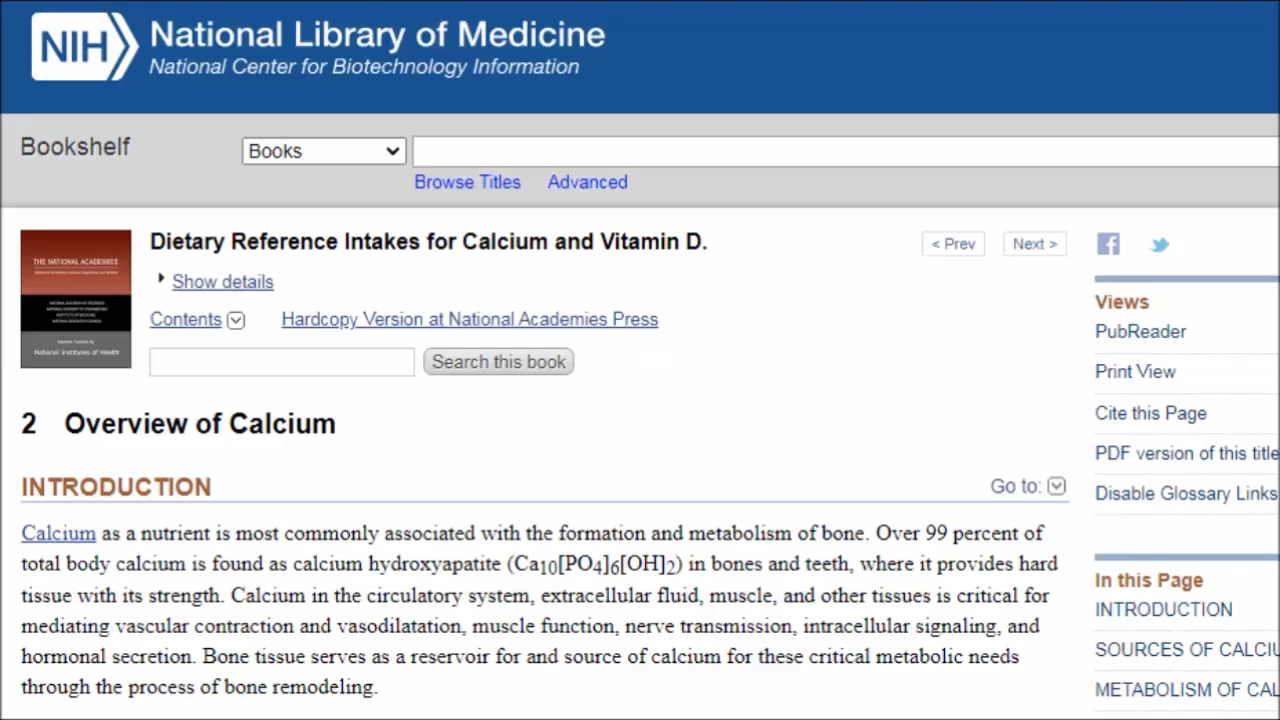 NIH
National Library of Medicine
National Center for Biotechnology Information
Bookshelf
Books
Browse Titles
Advanced
THE NATIONAL ACADEMIES
National Institutes of Health
Dietary Reference Intakes for Calcium and Vitamin D.
Show details
Contents
Hardcopy Version at National Academies Press
Search this book
< Prev
Next >
2 Overview of Calcium
INTRODUCTION
Go to:
Calcium as a nutrient is most commonly associated with the formation and metabolism of bone. Over 99 percent of
total body calcium is found as calcium hydroxyapatite (Ca10[PO4]6[OH]2) in bones and teeth, where it provides hard
tissue with its strength. Calcium in the circulatory system, extracellular fluid, muscle, and other tissues is critical for
mediating vascular contraction and vasodilatation, muscle function, nerve transmission, intracellular signaling, and
hormonal secretion. Bone tissue serves as a reservoir for and source of calcium for these critical metabolic needs
through the process of bone remodeling.
Views
PubReader
Print View
Cite this Page
PDF version of this title
Disable Glossary Links
In this Page
INTRODUCTION
SOURCES OF CALCIU
METABOLISM OF CAL